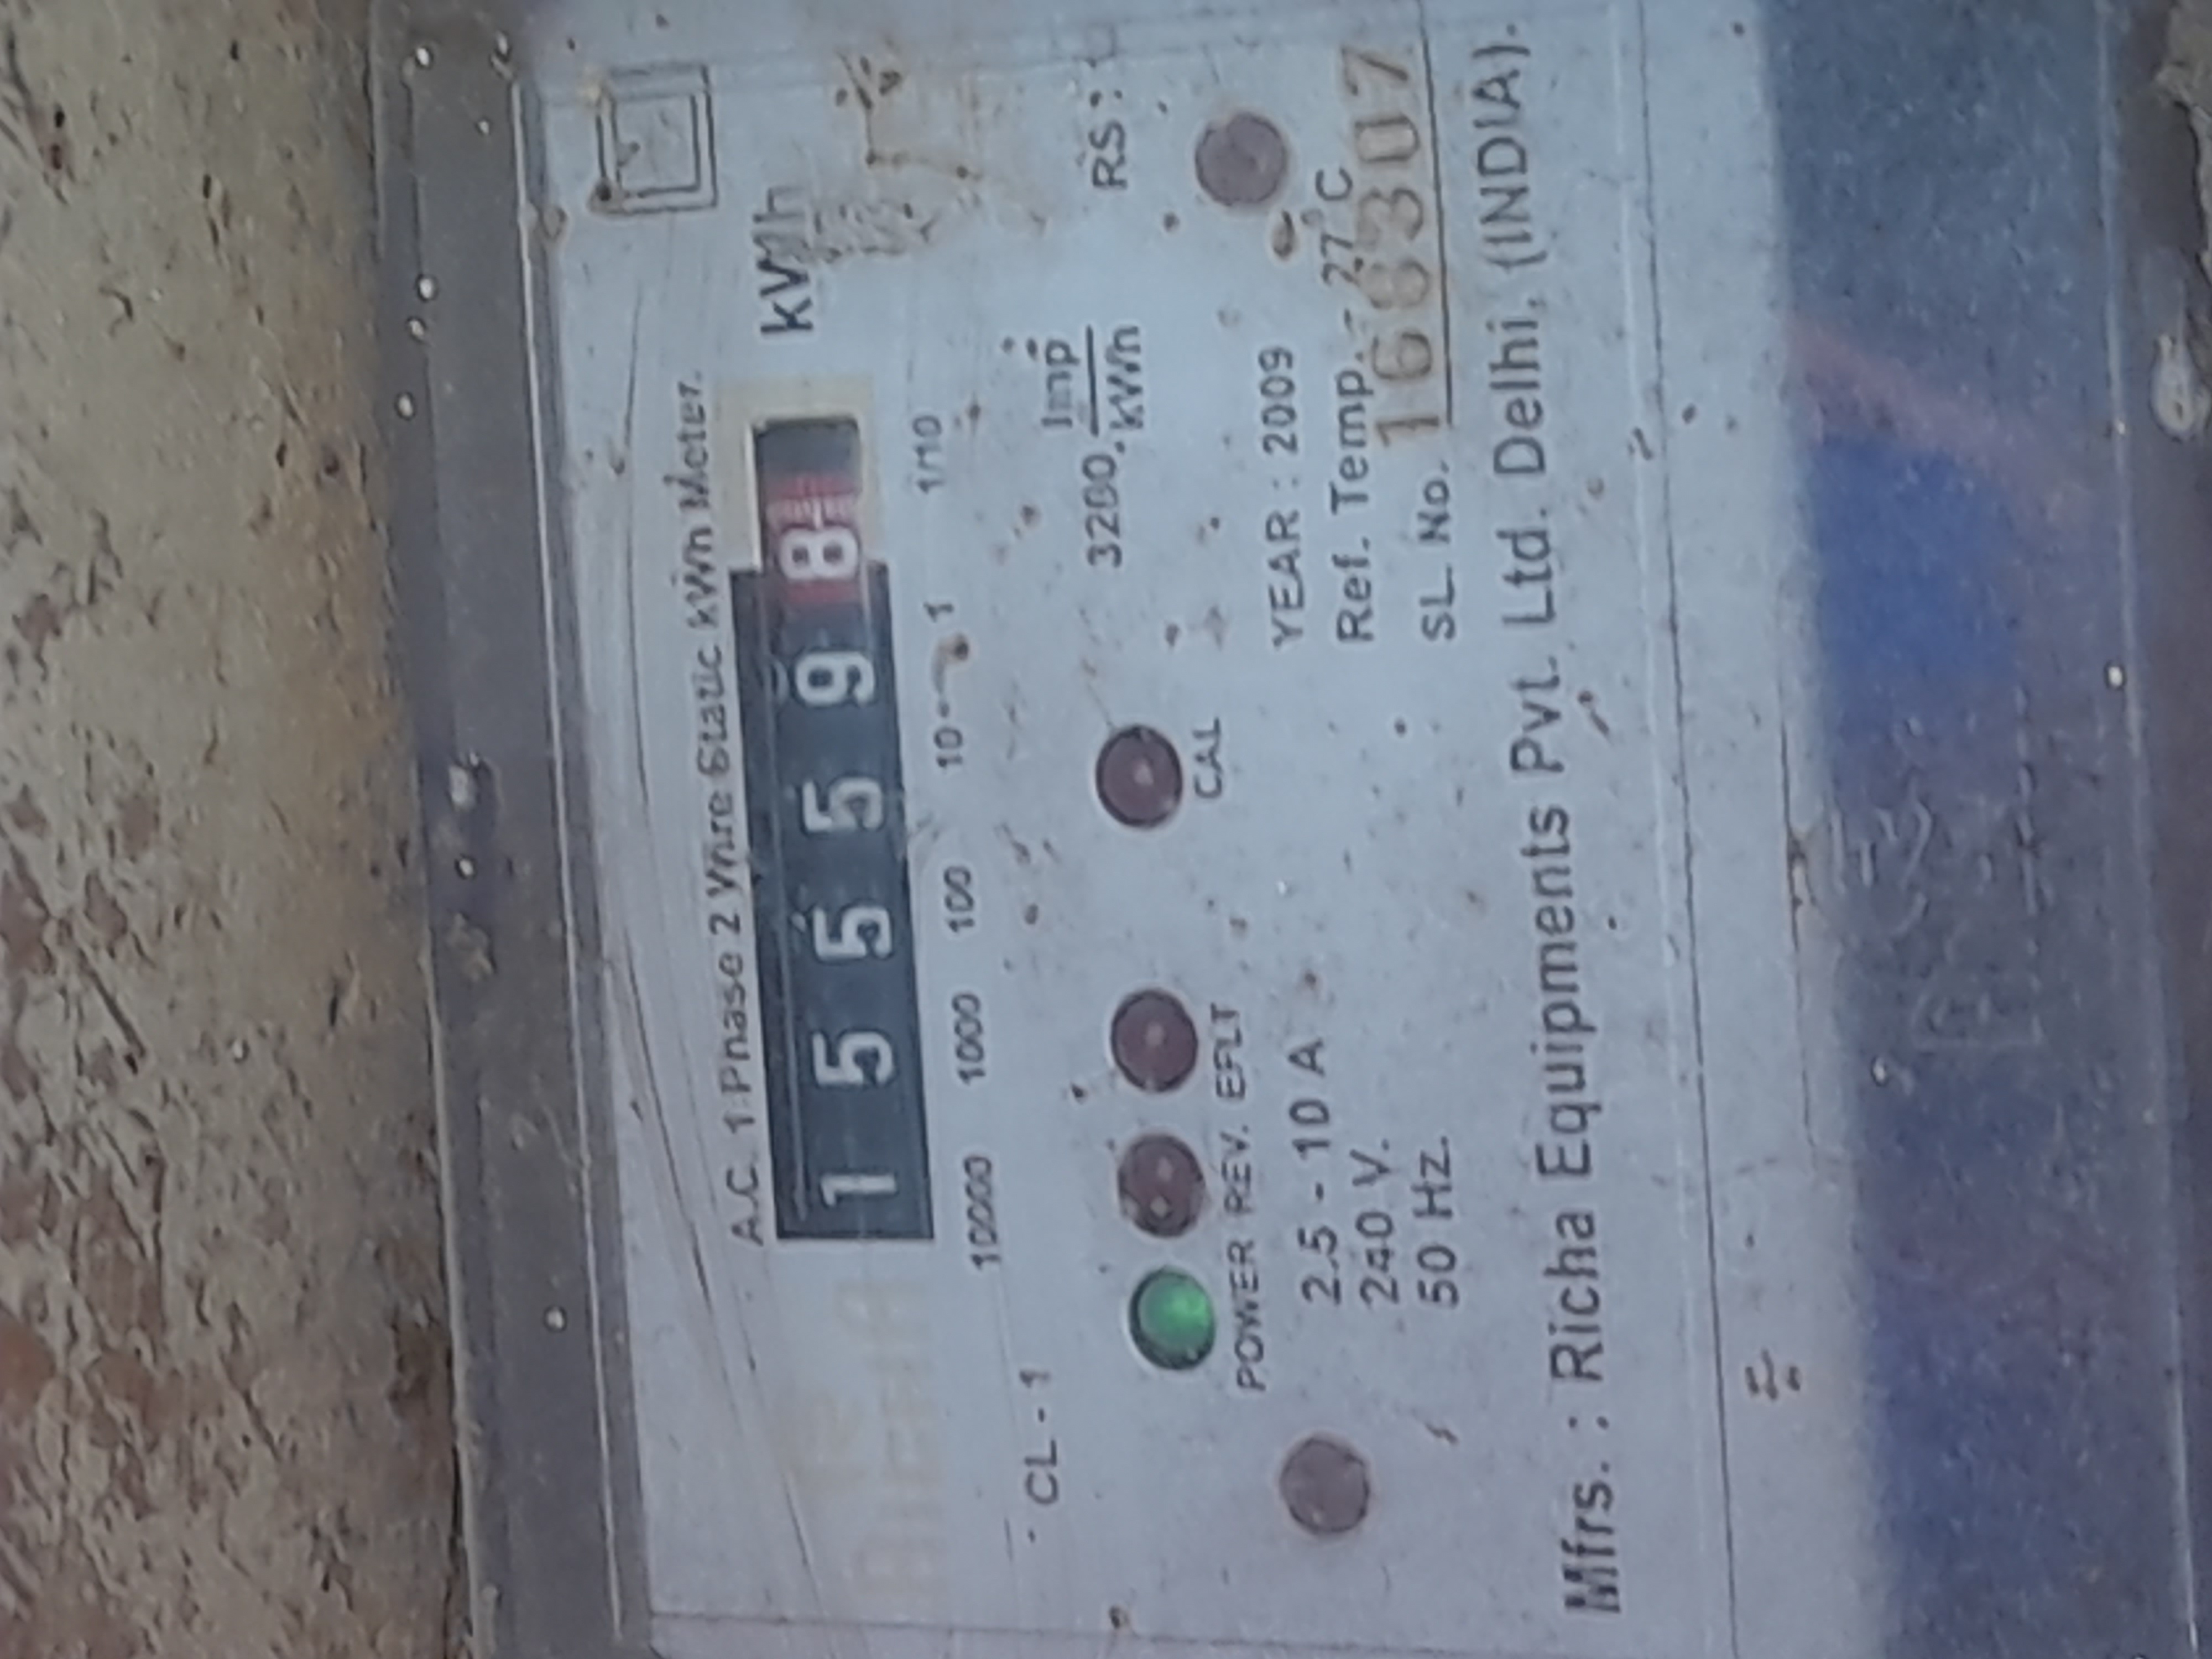 A.C. 1 Phase 2 Wire Static kWh Meter.
1 5 5 5 9 8 kWh
10000 1000 100 10 1 1/10
CL - 1
3200 Imp/kWh
RS :
POWER REV. EFLT CAL
2.5 - 10 A
240 V.
50 HZ.
YEAR : 2009
Ref. Temp. - 27°C
SL. No.
Mfrs. : Richa Equipments Pvt. Ltd. Delhi. (INDIA).